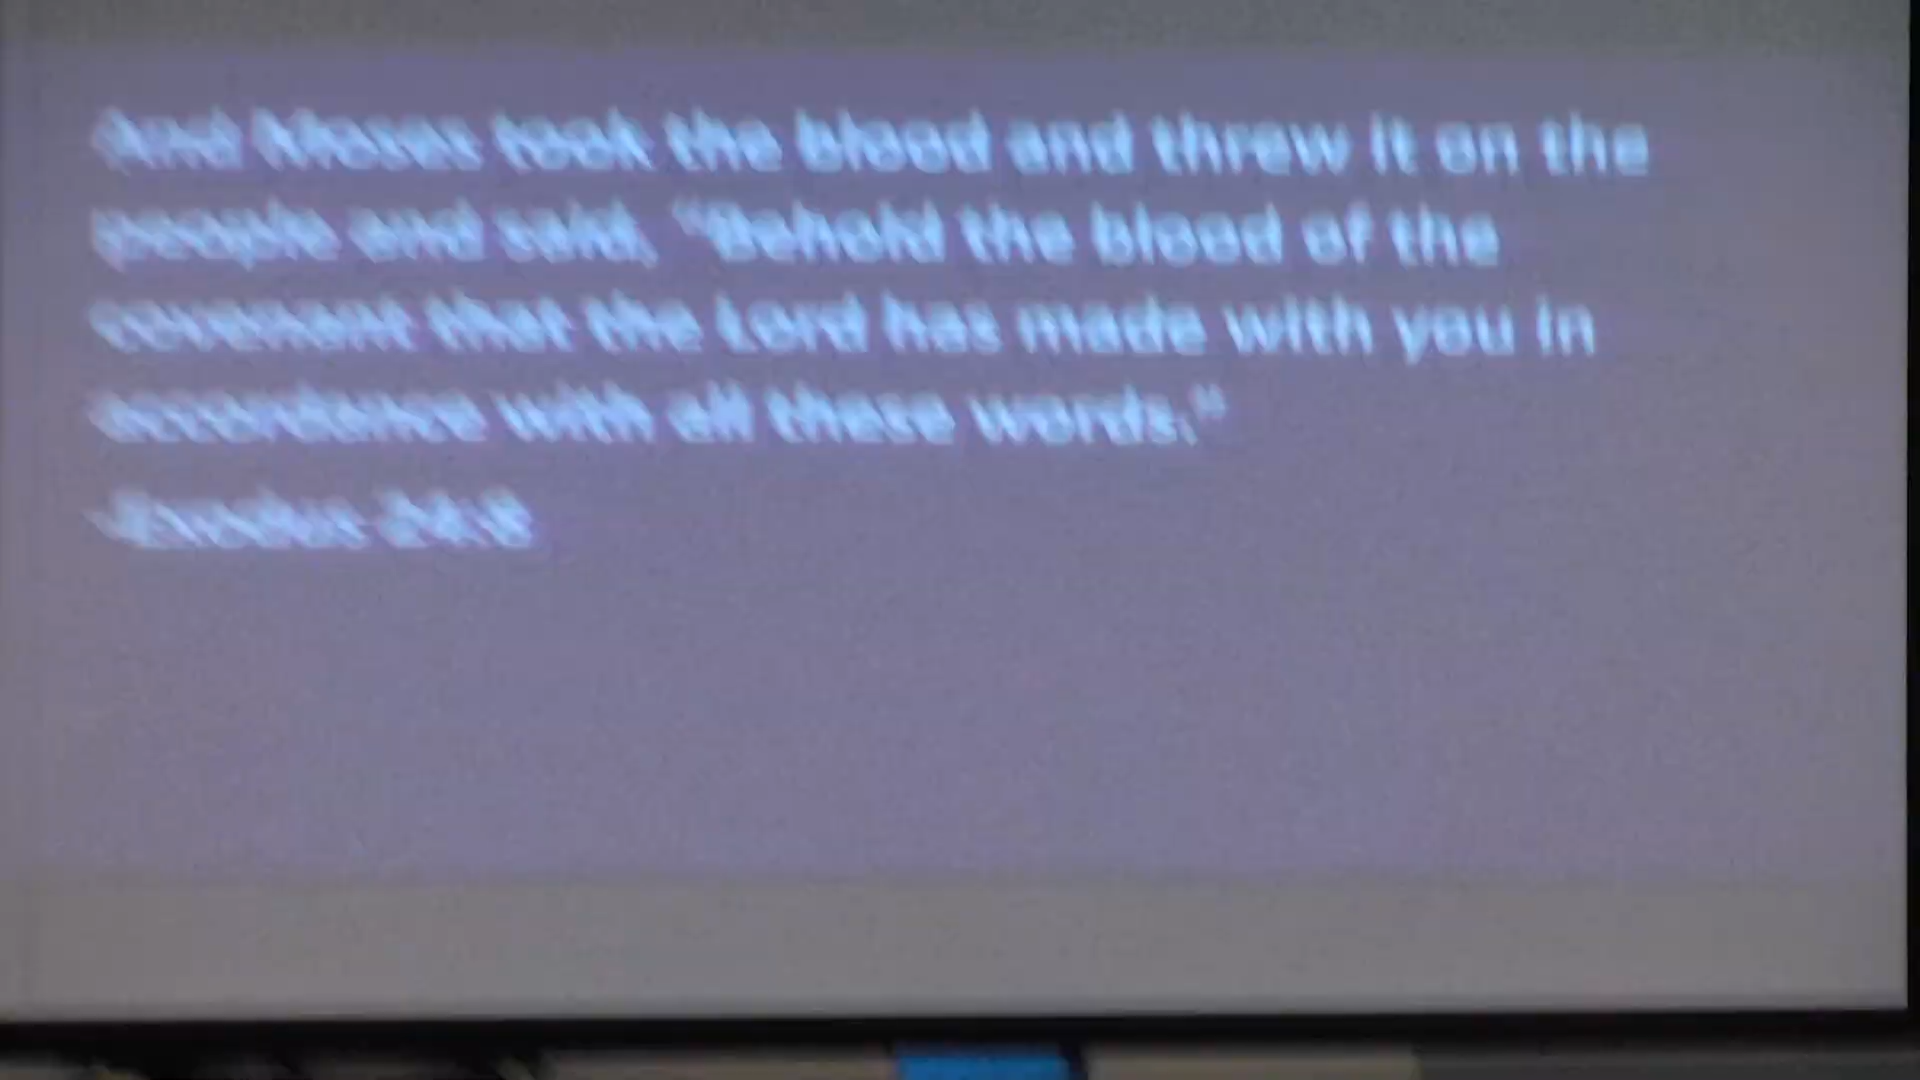 And Moses took the blood and threw it on the
people and said, "Behold the blood of the
covenant that the Lord has made with you in
accordance with all these words."
-Exodus 24:8